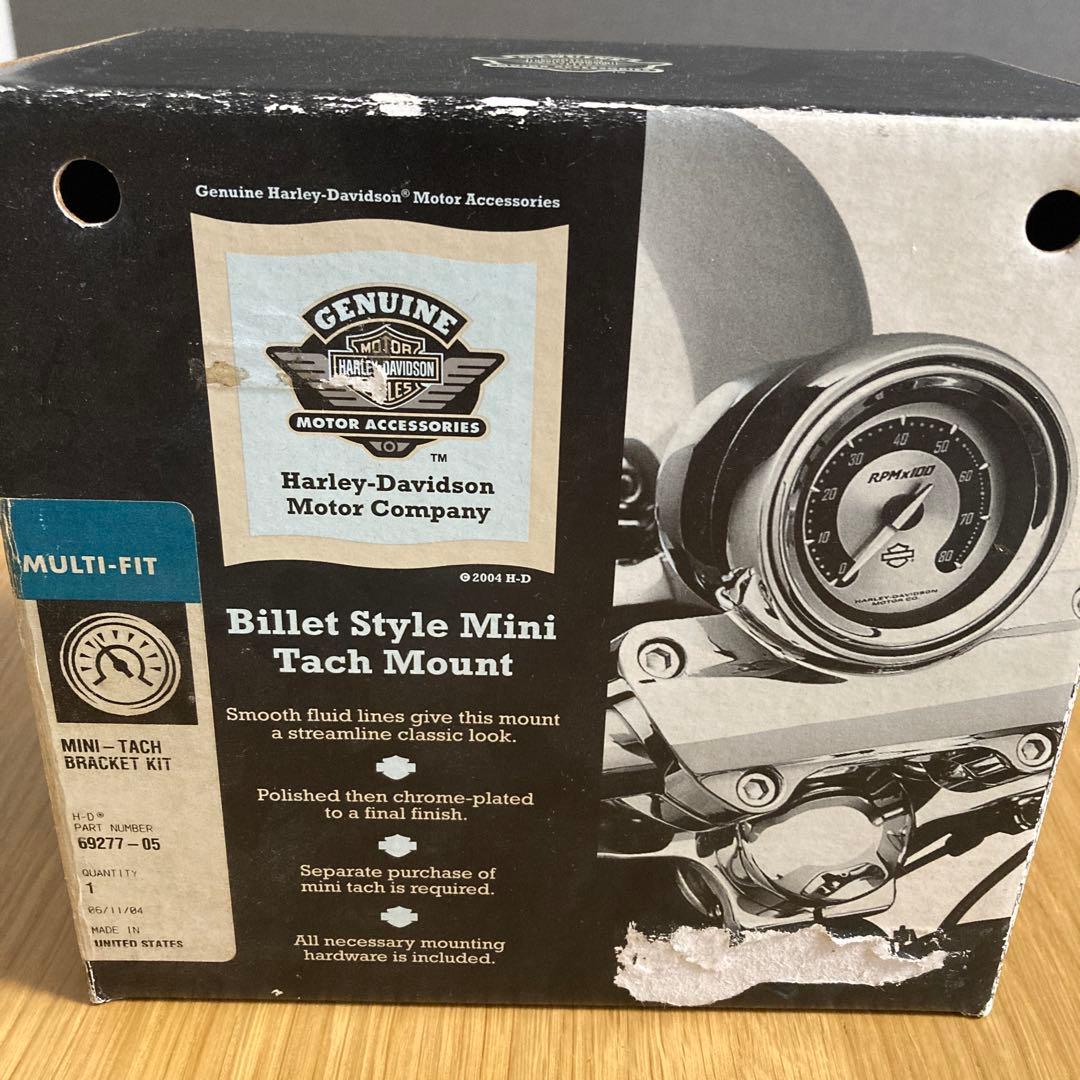 Genuine Harley-Davidson® Motor Accessories
GENUINE
MOTOR
HARLEY-DAVIDSON
MOTOR ACCESSORIES
TM
Harley-Davidson
Motor Company
© 2004 H-D
Billet Style Mini
Tach Mount
Smooth fluid lines give this mount
a streamline classic look.
Polished then chrome-plated
to a final finish.
Separate purchase of
mini tach is required.
All necessary mounting
hardware is included.
MULTI-FIT
MINI-TACH
BRACKET KIT
H-D®
PART NUMBER
69277-05
QUANTITY
1
06/11/04
MADE IN
UNITED STATES
0 10 20 30 40 50 60 70 80
RPMx100
HARLEY-DAVIDSON
MOTOR CO.